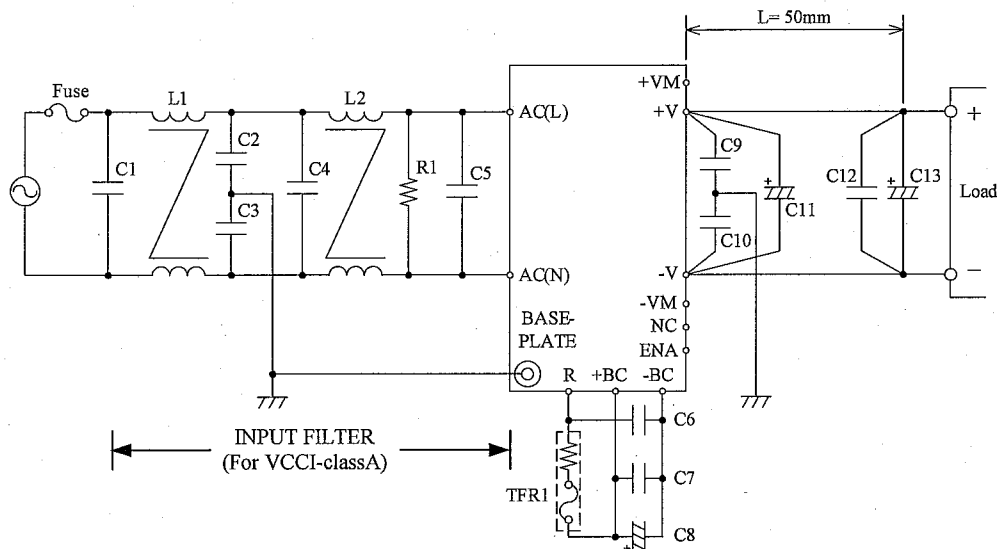 L= 50mm
Fuse
L1
L2
+VM
AC(L)
+V
+
C1
C2
C4
R1
C5
C9
C12
C13
C3
C10
C11
Load
AC(N)
-V
−
BASE-
PLATE
-VM
NC
ENA
R
+BC
-BC
C6
INPUT FILTER
(For VCCI-classA)
TFR1
C7
C8
+
+
+